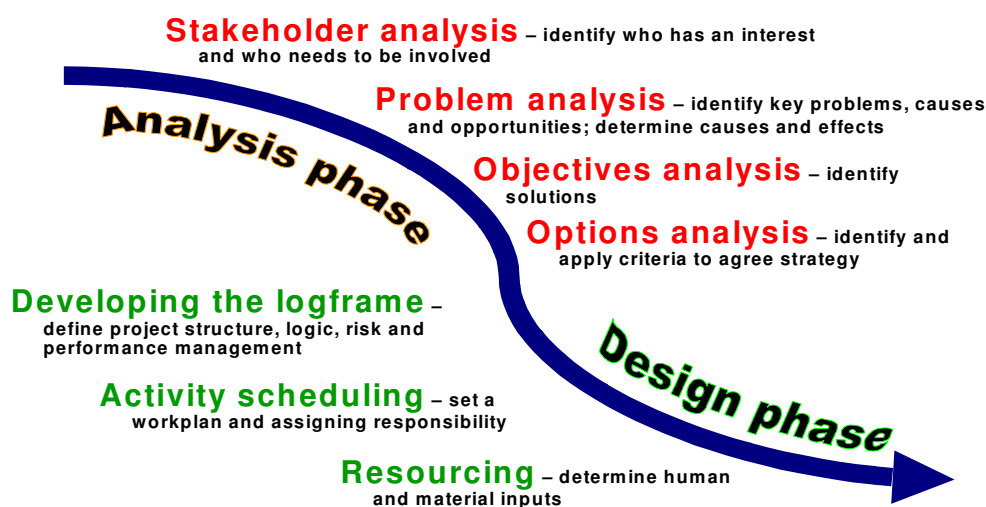 Stakeholder analysis – identify who has an interest
and who needs to be involved
Analysis phase
Problem analysis – identify key problems, causes
and opportunities; determine causes and effects
Objectives analysis – identify
solutions
Options analysis – identify and
apply criteria to agree strategy
Developing the logframe –
define project structure, logic, risk and
performance management
Design phase
Activity scheduling – set a
workplan and assigning responsibility
Resourcing – determine human
and material inputs